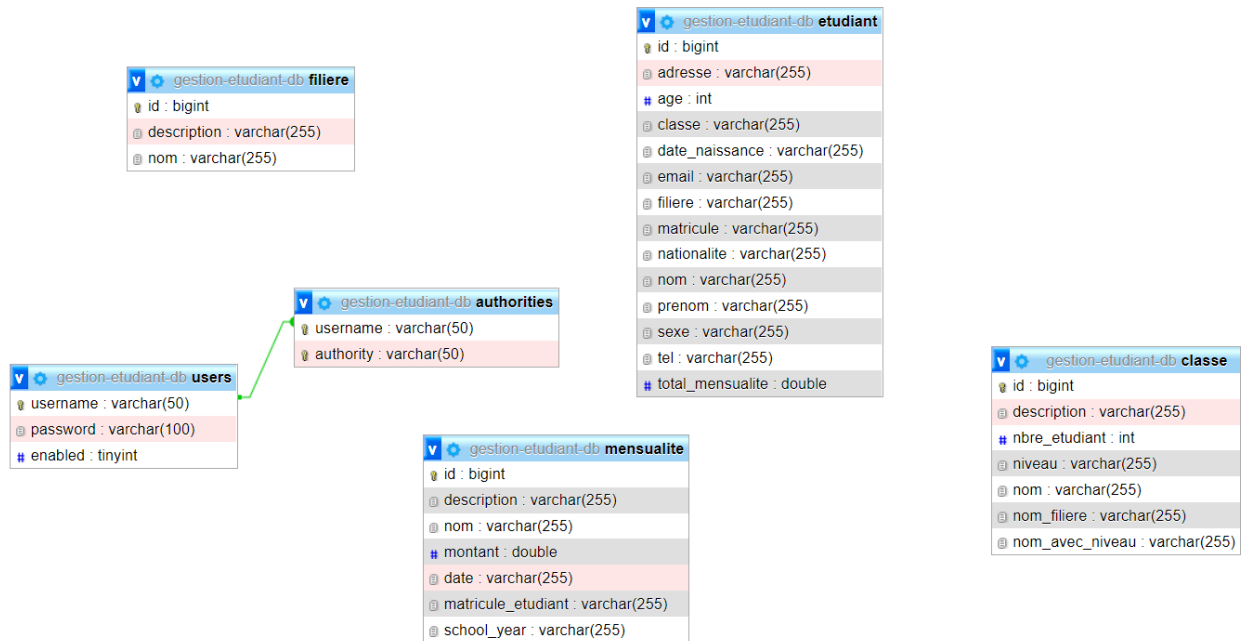 gestion-etudiant-db etudiant
id : bigint
adresse : varchar(255)
age : int
classe : varchar(255)
date_naissance : varchar(255)
email : varchar(255)
filiere : varchar(255)
matricule : varchar(255)
nationalite : varchar(255)
nom : varchar(255)
prenom : varchar(255)
sexe : varchar(255)
tel : varchar(255)
total_mensualite : double
gestion-etudiant-db filiere
id : bigint
description : varchar(255)
nom : varchar(255)
gestion-etudiant-db authorities
username : varchar(50)
authority : varchar(50)
gestion-etudiant-db users
username : varchar(50)
password : varchar(100)
enabled : tinyint
gestion-etudiant-db classe
id : bigint
description : varchar(255)
nbre_etudiant : int
niveau : varchar(255)
nom : varchar(255)
nom_filiere : varchar(255)
nom_avec_niveau : varchar(255)
gestion-etudiant-db mensualite
id : bigint
description : varchar(255)
nom : varchar(255)
montant : double
date : varchar(255)
matricule_etudiant : varchar(255)
school_year : varchar(255)